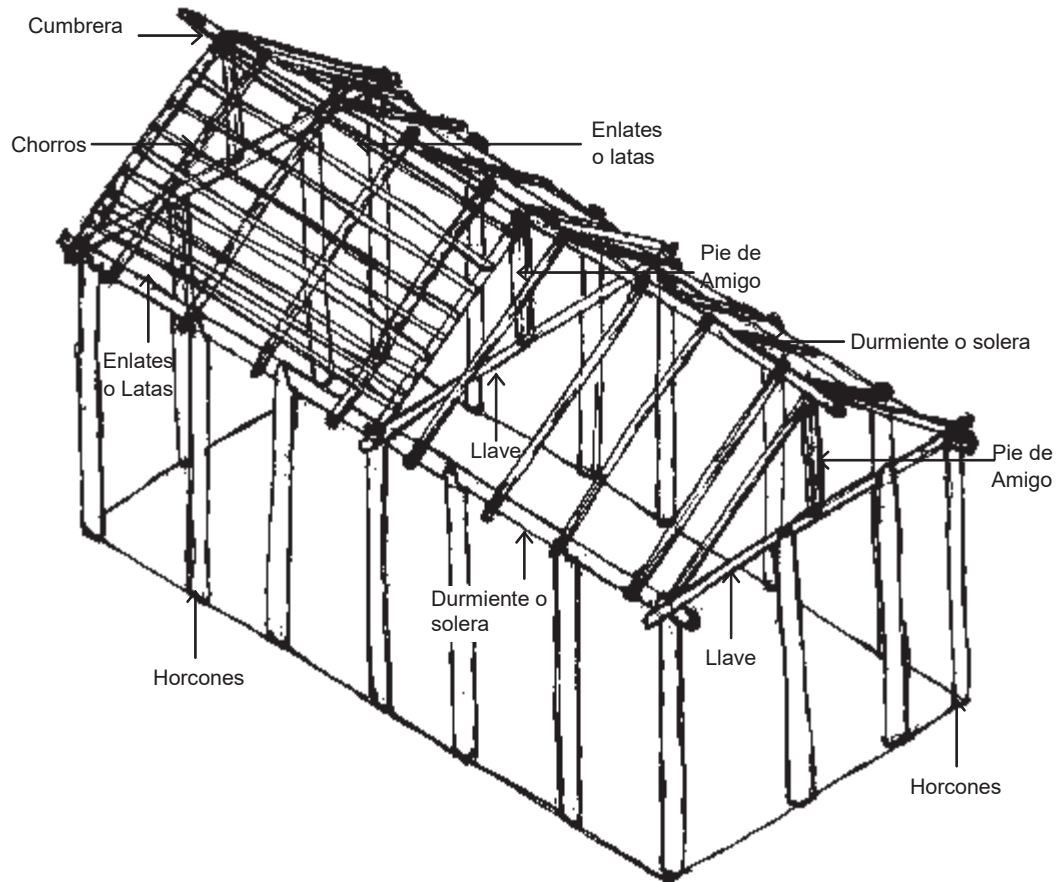 Cumbrera
Chorros
Enlates
o latas
Pie de
Amigo
Durmiente o solera
Enlates
o Latas
Llave
Pie de
Amigo
Durmiente o
solera
Llave
Horcones
Horcones